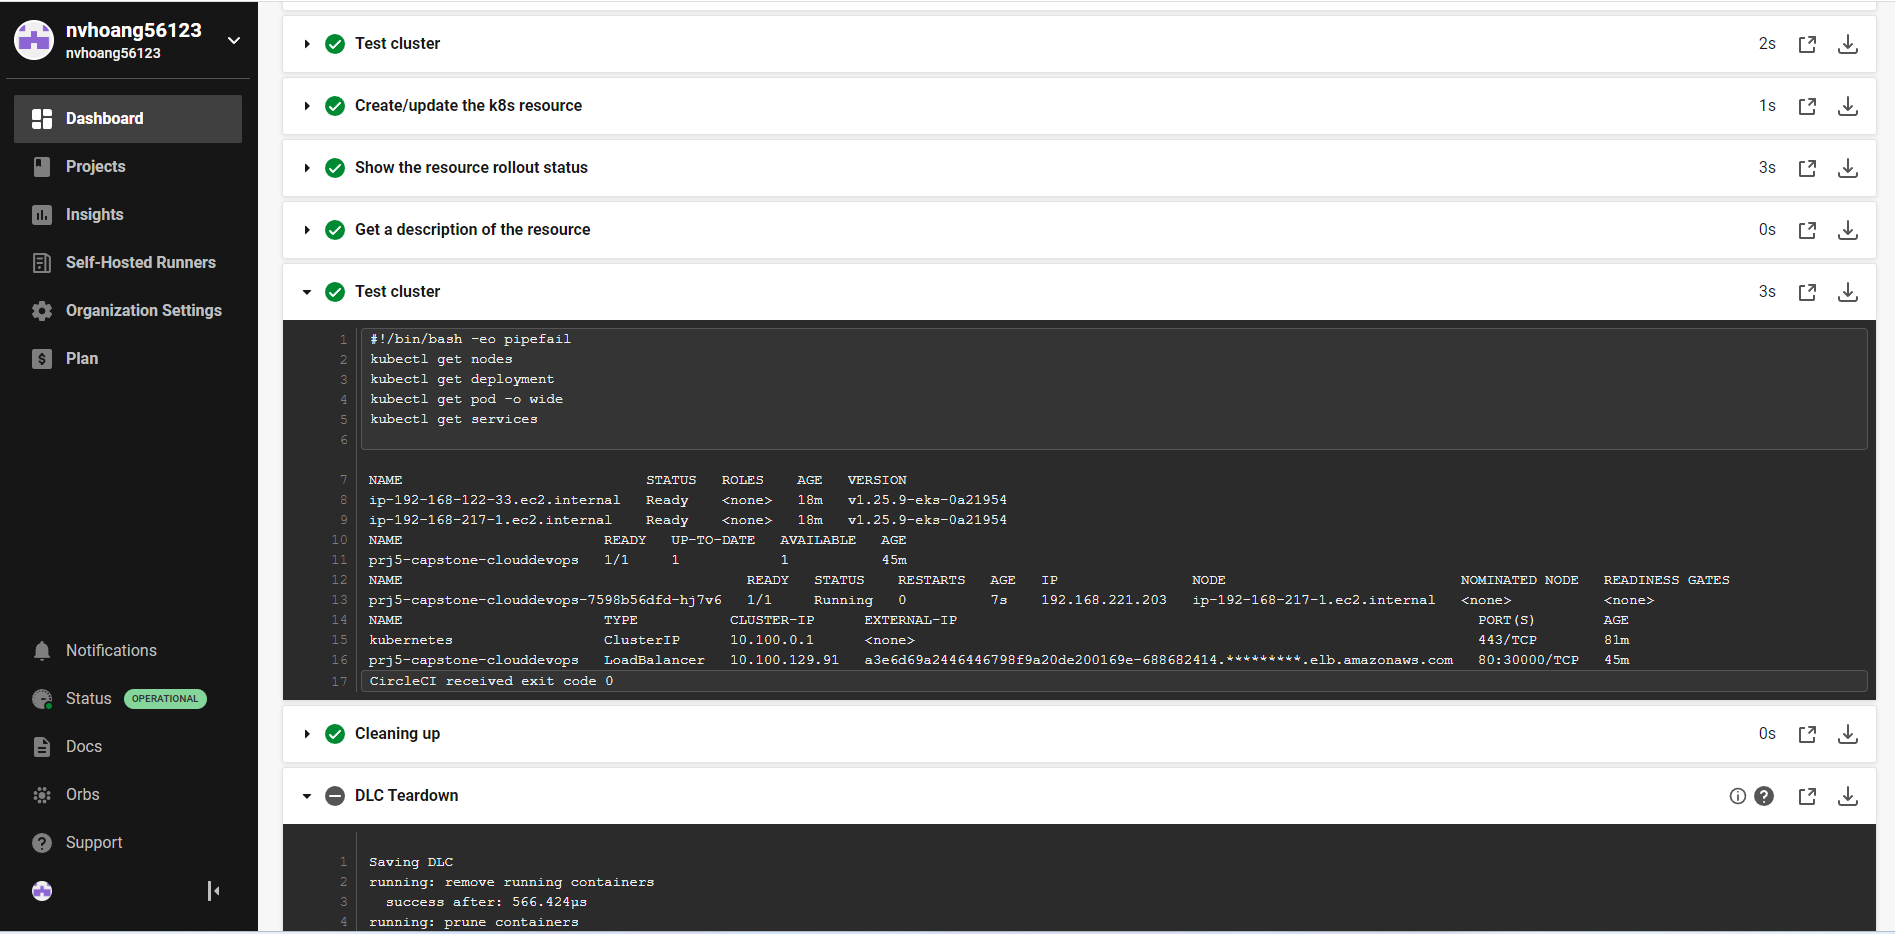 nvhoang56123
nvhoang56123
Dashboard
Projects
Insights
Self-Hosted Runners
Organization Settings
Plan
Notifications
Status OPERATIONAL
Docs
Orbs
Support
Test cluster 2s
Create/update the k8s resource 1s
Show the resource rollout status 3s
Get a description of the resource 0s
Test cluster 3s
1 #!/bin/bash -eo pipefail
2 kubectl get nodes
3 kubectl get deployment
4 kubectl get pod -o wide
5 kubectl get services
6
7 NAME STATUS ROLES AGE VERSION
8 ip-192-168-122-33.ec2.internal Ready <none> 18m v1.25.9-eks-0a21954
9 ip-192-168-217-1.ec2.internal Ready <none> 18m v1.25.9-eks-0a21954
10 NAME READY UP-TO-DATE AVAILABLE AGE
11 prj5-capstone-clouddevops 1/1 1 1 45m
12 NAME READY STATUS RESTARTS AGE IP NODE NOMINATED NODE READINESS GATES
13 prj5-capstone-clouddevops-7598b56dfd-hj7v6 1/1 Running 0 7s 192.168.221.203 ip-192-168-217-1.ec2.internal <none> <none>
14 NAME TYPE CLUSTER-IP EXTERNAL-IP PORT(S) AGE
15 kubernetes ClusterIP 10.100.0.1 <none> 443/TCP 81m
16 prj5-capstone-clouddevops LoadBalancer 10.100.129.91 a3e6d69a2446446798f9a20de200169e-688682414.*********.elb.amazonaws.com 80:30000/TCP 45m
17 CircleCI received exit code 0
Cleaning up 0s
DLC Teardown
1 Saving DLC
2 running: remove running containers
3 success after: 566.424µs
4 running: prune containers